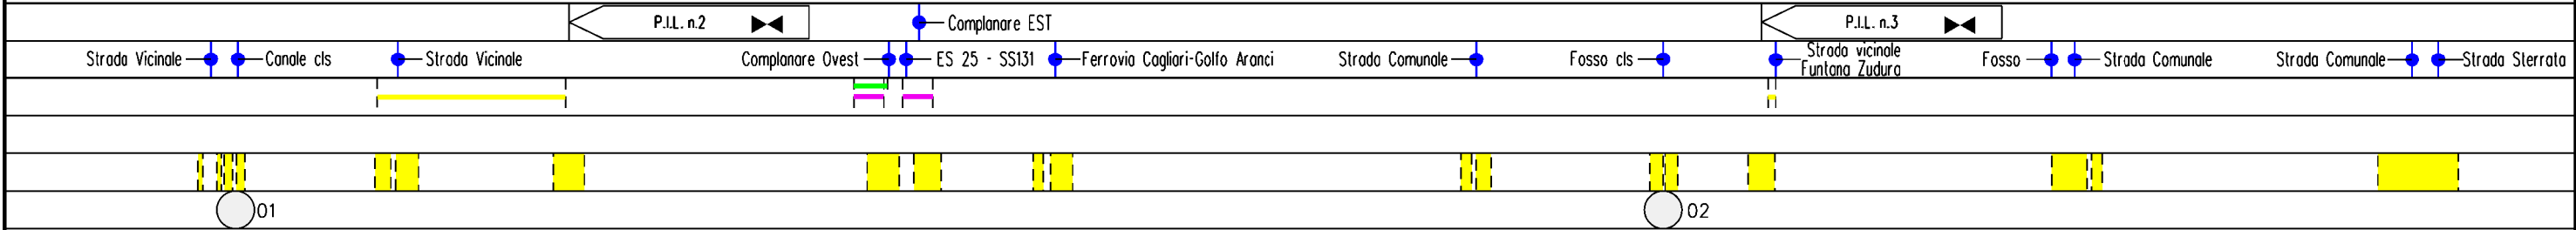 P.I.L. n.2
Complanare EST
P.I.L. n.3
Strada Vicinale
Canale cls
Strada Vicinale
Complanare Ovest
ES 25 - SS131
Ferrovia Cagliari-Golfo Aranci
Strada Comunale
Fosso cls
Strada vicinale
Funtana Zudura
Fosso
Strada Comunale
Strada Comunale
Strada Sterrata
01
02